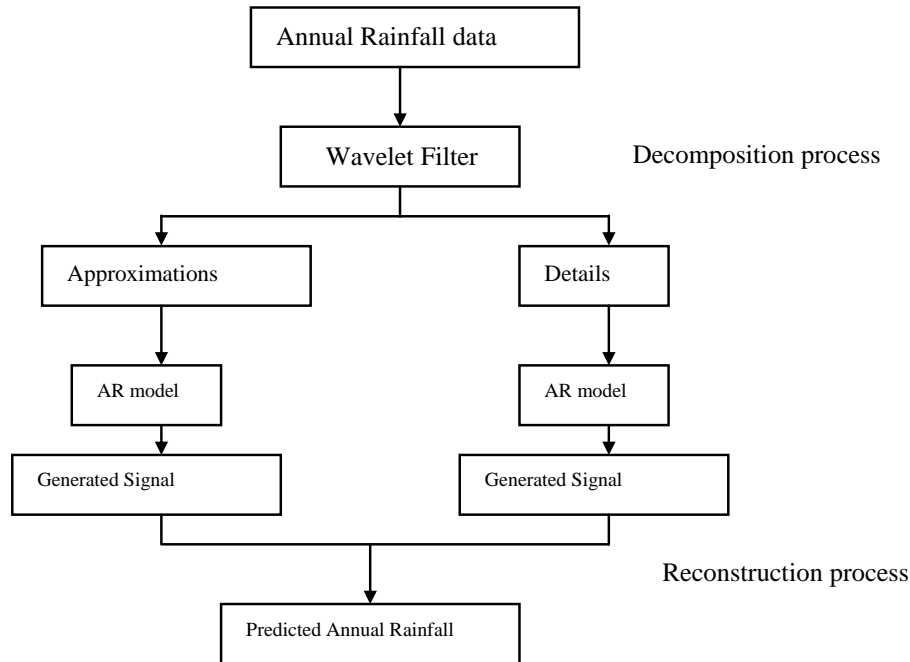 Annual Rainfall data
Wavelet Filter
Decomposition process
Approximations
Details
AR model
AR model
Generated Signal
Generated Signal
Reconstruction process
Predicted Annual Rainfall